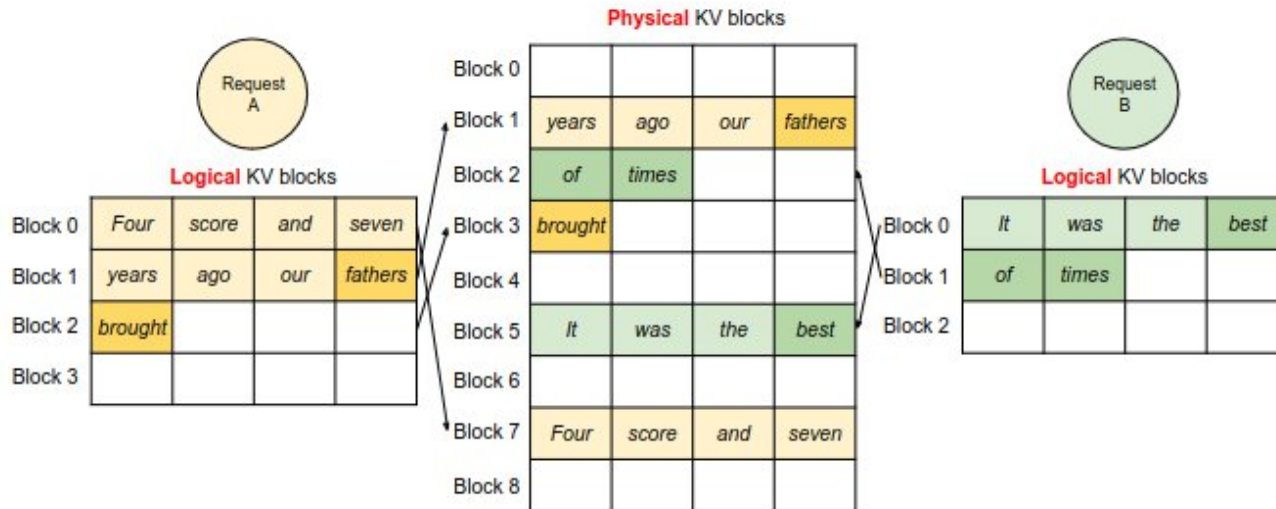 Physical KV blocks
Request A
Logical KV blocks
Block 0 Four score and seven
Block 1 years ago our fathers
Block 2 brought
Block 3
Block 0
Block 1 years ago our fathers
Block 2 of times
Block 3 brought
Block 4
Block 5 It was the best
Block 6
Block 7 Four score and seven
Block 8
Request B
Logical KV blocks
Block 0 It was the best
Block 1 of times
Block 2